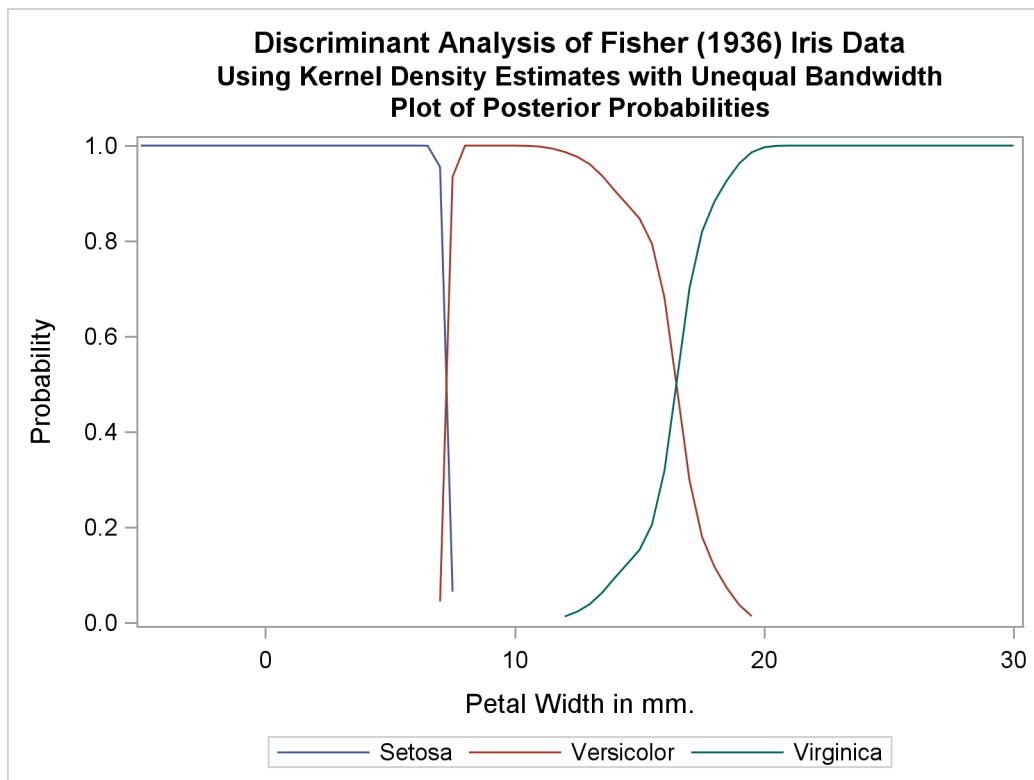 Discriminant Analysis of Fisher (1936) Iris Data
Using Kernel Density Estimates with Unequal Bandwidth
Plot of Posterior Probabilities
1.0
0.8
0.6
0.4
0.2
0.0
Probability
0 10 20 30
Petal Width in mm.
Setosa Versicolor Virginica